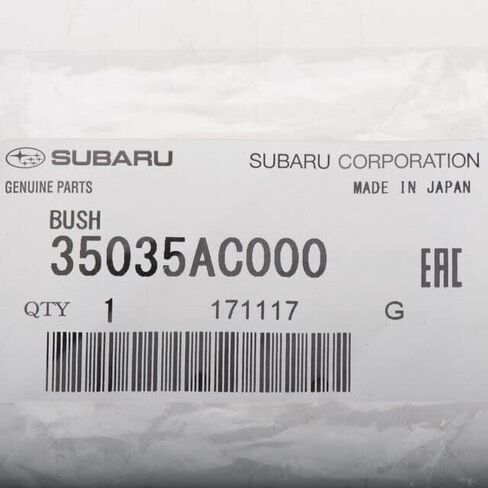 SUBARU SUBARU CORPORATION
GENUINE PARTS MADE IN JAPAN
BUSH
35035AC000 EAC
QTY 1 171117 G